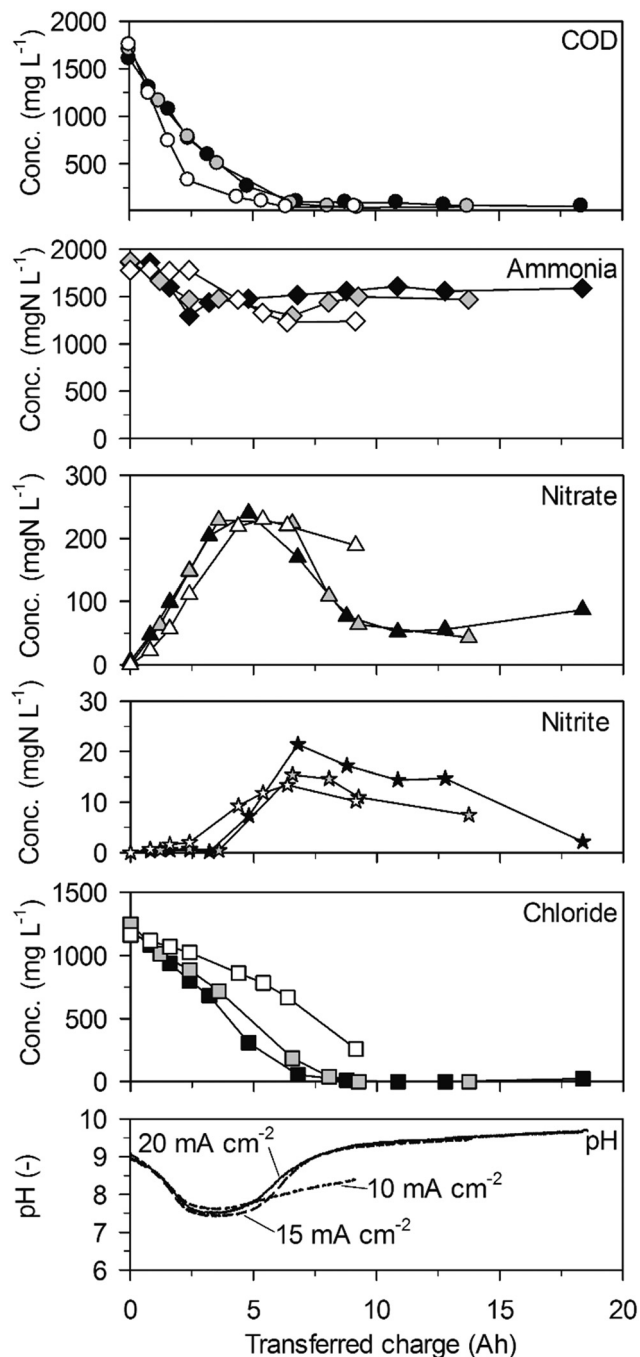 COD
Conc. (mg L⁻¹)
2000
1500
1000
500
Ammonia
Conc. (mgN L⁻¹)
2000
1500
1000
500
0
Nitrate
Conc. (mgN L⁻¹)
300
200
100
0
Nitrite
Conc. (mgN L⁻¹)
30
20
10
0
Chloride
Conc. (mg L⁻¹)
1500
1000
500
0
pH
pH (-)
10
9
8
7
6
20 mA cm⁻²
10 mA cm⁻²
15 mA cm⁻²
0 5 10 15 20
Transferred charge (Ah)